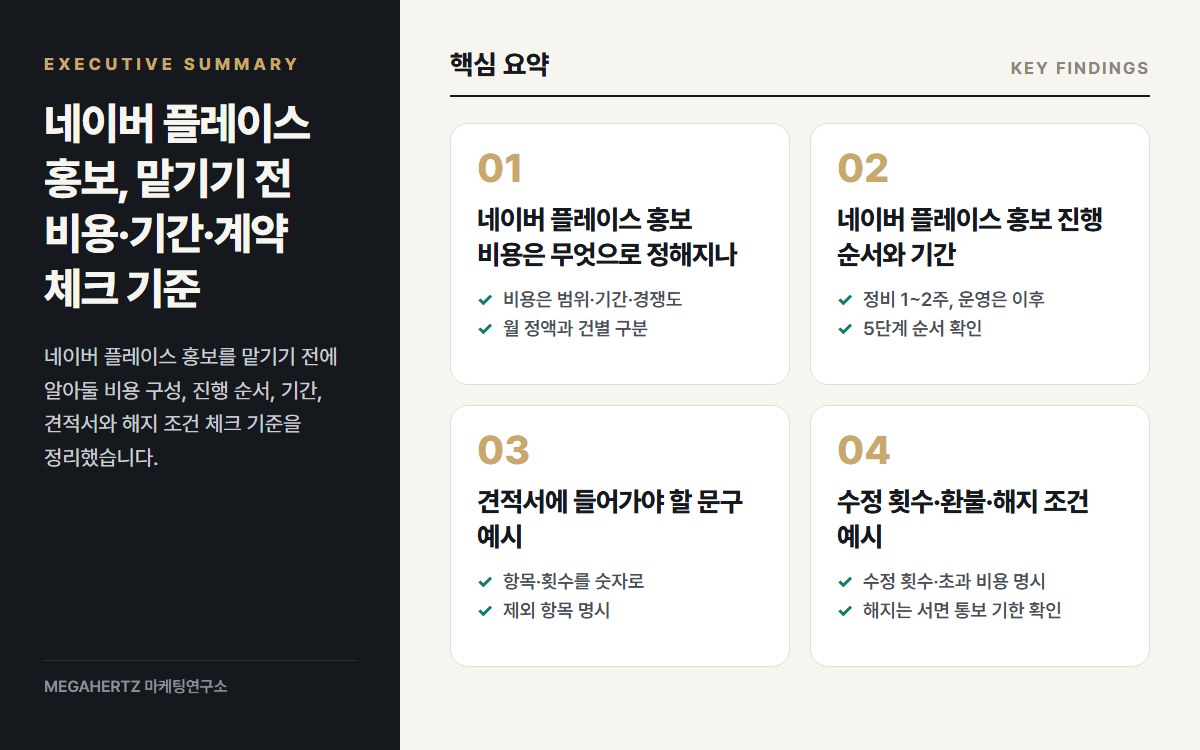 EXECUTIVE SUMMARY
네이버 플레이스
홍보, 맡기기 전
비용·기간·계약
체크 기준
네이버 플레이스 홍보를 맡기기 전에
알아둘 비용 구성, 진행 순서, 기간,
견적서와 해지 조건 체크 기준을
정리했습니다.
MEGAHERTZ 마케팅연구소
핵심 요약
KEY FINDINGS
01
네이버 플레이스 홍보
비용은 무엇으로 정해지나
✓ 비용은 범위·기간·경쟁도
✓ 월 정액과 건별 구분
02
네이버 플레이스 홍보 진행
순서와 기간
✓ 정비 1~2주, 운영은 이후
✓ 5단계 순서 확인
03
견적서에 들어가야 할 문구
예시
✓ 항목·횟수를 숫자로
✓ 제외 항목 명시
04
수정 횟수·환불·해지 조건
예시
✓ 수정 횟수·초과 비용 명시
✓ 해지는 서면 통보 기한 확인